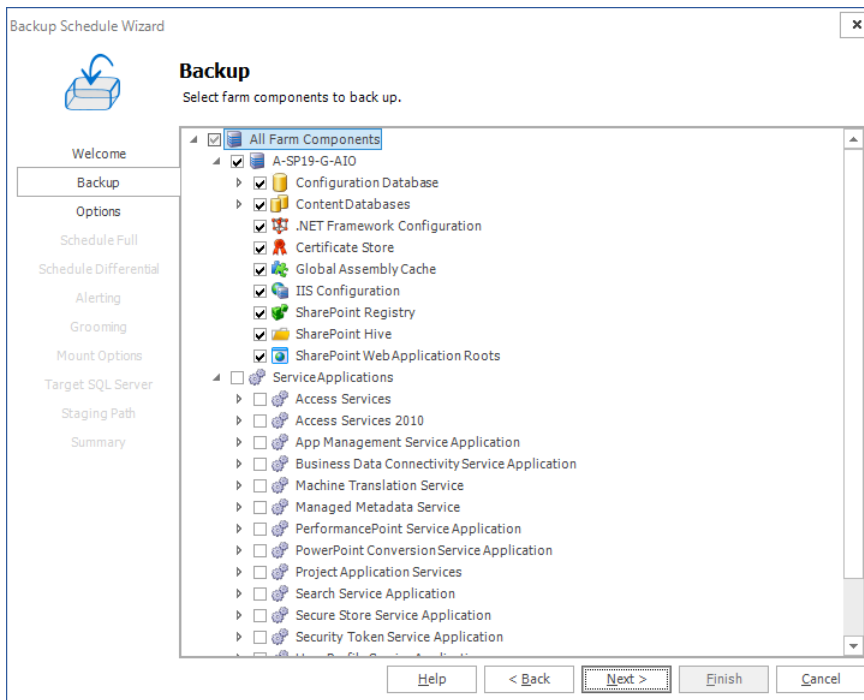 Backup Schedule Wizard
Backup
Select farm components to back up.
Welcome
Backup
Options
Schedule Full
Schedule Differential
Alerting
Grooming
Mount Options
Target SQL Server
Staging Path
Summary
All Farm Components
A-SP19-G-AIO
Configuration Database
Content Databases
.NET Framework Configuration
Certificate Store
Global Assembly Cache
IIS Configuration
SharePoint Registry
SharePoint Hive
SharePoint Web Application Roots
Service Applications
Access Services
Access Services 2010
App Management Service Application
Business Data Connectivity Service Application
Machine Translation Service
Managed Metadata Service
PerformancePoint Service Application
PowerPoint Conversion Service Application
Project Application Services
Search Service Application
Secure Store Service Application
Security Token Service Application
Help
< Back
Next >
Finish
Cancel